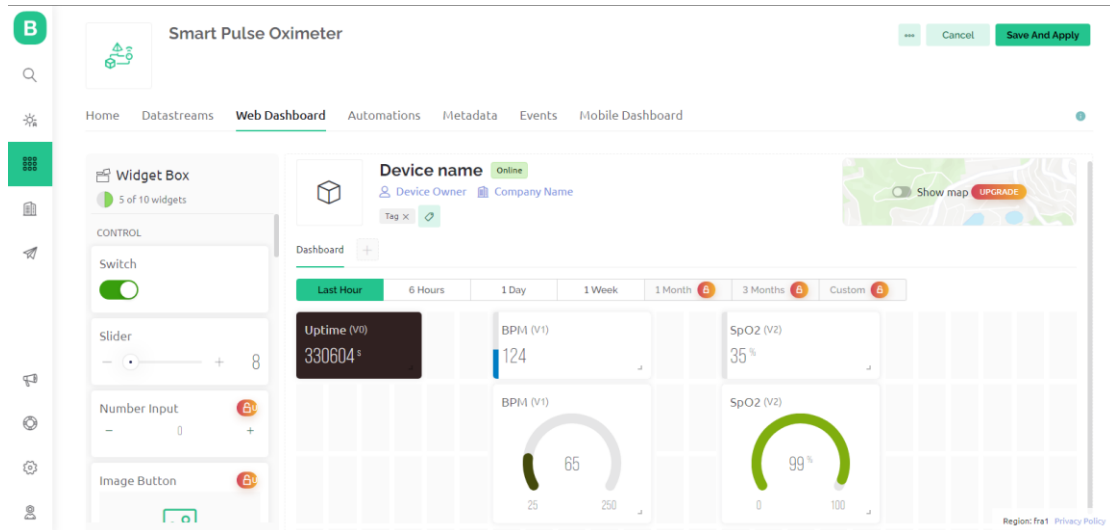 B
Smart Pulse Oximeter
Cancel
Save And Apply
Home Datastreams Web Dashboard Automations Metadata Events Mobile Dashboard
Widget Box
5 of 10 widgets
CONTROL
Switch
Slider
– + 8
Number Input
– 0 +
Image Button
Device name Online
Device Owner Company Name
Tag ×
Show map UPGRADE
Dashboard +
Last Hour 6 Hours 1 Day 1 Week 1 Month 3 Months Custom
Uptime (V0)
330604 s
BPM (V1)
124
SpO2 (V2)
35 %
BPM (V1)
65
25 250
SpO2 (V2)
99 %
0 100
Region: fra1 Privacy Policy